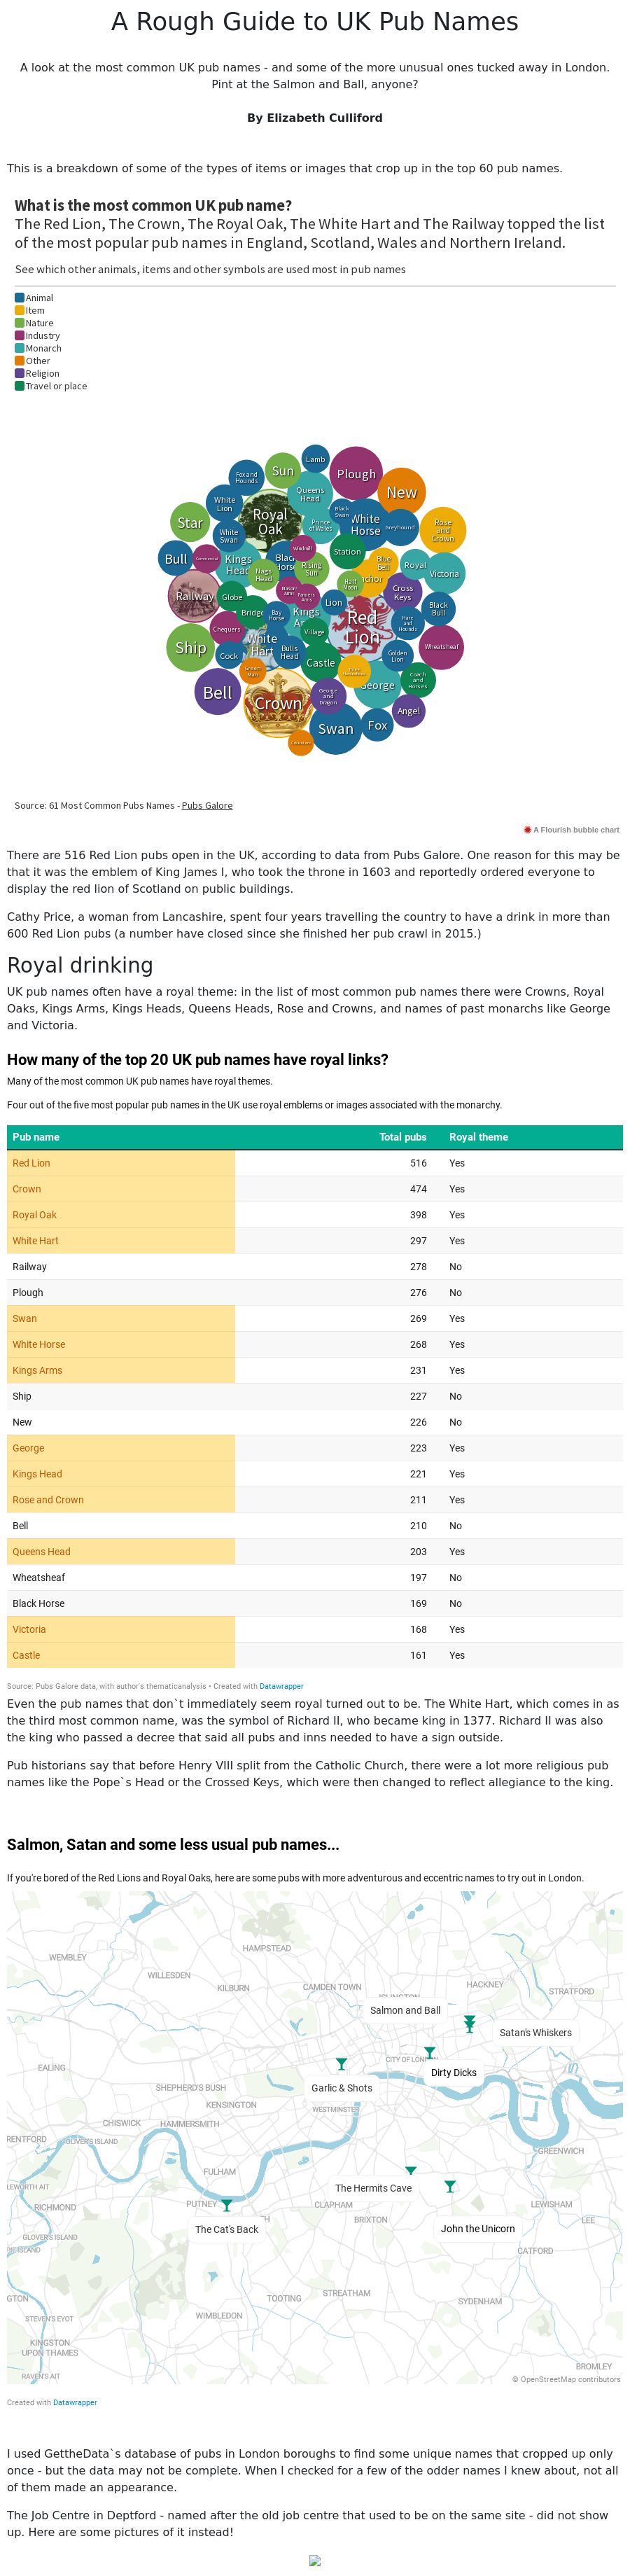 A Rough Guide to UK Pub Names
A look at the most common UK pub names - and some of the more unusual ones tucked away in London.
Pint at the Salmon and Ball, anyone?
By Elizabeth Culliford
This is a breakdown of some of the types of items or images that crop up in the top 60 pub names.
What is the most common UK pub name?
The Red Lion, The Crown, The Royal Oak, The White Hart and The Railway topped the list
of the most popular pub names in England, Scotland, Wales and Northern Ireland.
See which other animals, items and other symbols are used most in pub names
Animal
Item
Nature
Industry
Monarch
Other
Religion
Travel or place
Lamb
Sun
Plough
Fox and
Hounds
Queens
Head
New
White
Lion
Royal
Oak
Black
Swan
Star
White
Swan
Prince
of Wales
White
Horse
Greyhound
Rose
and
Crown
Bull
Kings
Head
Black
Horse
Station
Blue
Bell
Royal
Victoria
Nags
Head
Rising
Sun
Railway
Globe
Half
Moon
Cross
Keys
Black
Bull
Bridge
Bay
Horse
Farmers
Arms
Lion
Red
Lion
Hare
and
Hounds
Chequers
Village
Wheatsheaf
Ship
White
Hart
Cock
Bulls
Head
Castle
Golden
Lion
Green
Man
George
Coach
and
Horses
Bell
Crown
George
and
Dragon
Swan
Fox
Angel
Source: 61 Most Common Pubs Names - Pubs Galore
A Flourish bubble chart
There are 516 Red Lion pubs open in the UK, according to data from Pubs Galore. One reason for this may be
that it was the emblem of King James I, who took the throne in 1603 and reportedly ordered everyone to
display the red lion of Scotland on public buildings.
Cathy Price, a woman from Lancashire, spent four years travelling the country to have a drink in more than
600 Red Lion pubs (a number have closed since she finished her pub crawl in 2015.)
Royal drinking
UK pub names often have a royal theme: in the list of most common pub names there were Crowns, Royal
Oaks, Kings Arms, Kings Heads, Queens Heads, Rose and Crowns, and names of past monarchs like George
and Victoria.
How many of the top 20 UK pub names have royal links?
Many of the most common UK pub names have royal themes.
Four out of the five most popular pub names in the UK use royal emblems or images associated with the monarchy.
Pub name Total pubs Royal theme
Red Lion 516 Yes
Crown 474 Yes
Royal Oak 398 Yes
White Hart 297 Yes
Railway 278 No
Plough 276 No
Swan 269 Yes
White Horse 268 Yes
Kings Arms 231 Yes
Ship 227 No
New 226 No
George 223 Yes
Kings Head 221 Yes
Rose and Crown 211 Yes
Bell 210 No
Queens Head 203 Yes
Wheatsheaf 197 No
Black Horse 169 No
Victoria 168 Yes
Castle 161 Yes
Source: Pubs Galore data, with author's thematicanalysis • Created with Datawrapper
Even the pub names that don`t immediately seem royal turned out to be. The White Hart, which comes in as
the third most common name, was the symbol of Richard II, who became king in 1377. Richard II was also
the king who passed a decree that said all pubs and inns needed to have a sign outside.
Pub historians say that before Henry VIII split from the Catholic Church, there were a lot more religious pub
names like the Pope`s Head or the Crossed Keys, which were then changed to reflect allegiance to the king.
Salmon, Satan and some less usual pub names...
If you're bored of the Red Lions and Royal Oaks, here are some pubs with more adventurous and eccentric names to try out in London.
HAMPSTEAD
WEMBLEY
WILLESDEN
KILBURN
CAMDEN TOWN
HACKNEY
STRATFORD
Salmon and Ball
Satan's Whiskers
CITY OF LONDON
EALING
Dirty Dicks
SHEPHERD'S BUSH
Garlic & Shots
KENSINGTON
WESTMINSTER
CHISWICK
HAMMERSMITH
OLIVER'S ISLAND
GREENWICH
FULHAM
The Hermits Cave
RICHMOND
PUTNEY
CLAPHAM
LEWISHAM
BRIXTON
LEE
The Cat's Back
John the Unicorn
GLOVER'S ISLAND
CATFORD
STREATHAM
TOOTING
SYDENHAM
WIMBLEDON
STEVEN'S EYOT
KINGSTON
UPON THAMES
BROMLEY
RAVEN'S AIT
© OpenStreetMap contributors
Created with Datawrapper
I used GettheData`s database of pubs in London boroughs to find some unique names that cropped up only
once - but the data may not be complete. When I checked for a few of the odder names I knew about, not all
of them made an appearance.
The Job Centre in Deptford - named after the old job centre that used to be on the same site - did not show
up. Here are some pictures of it instead!